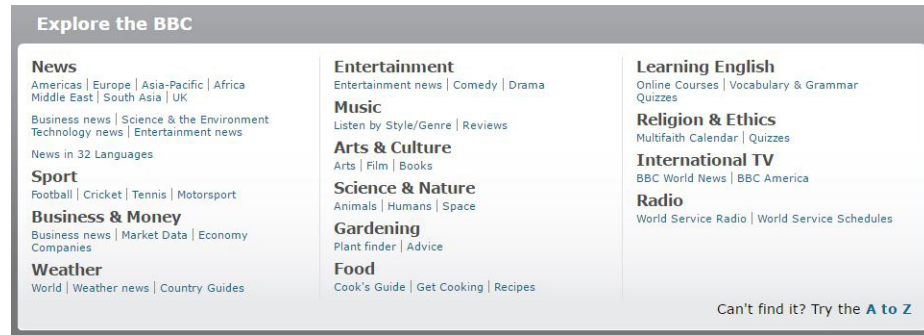 Explore the BBC
News
Americas | Europe | Asia-Pacific | Africa
Middle East | South Asia | UK
Business news | Science & the Environment
Technology news | Entertainment news
News in 32 Languages
Sport
Football | Cricket | Tennis | Motorsport
Business & Money
Business news | Market Data | Economy
Companies
Weather
World | Weather news | Country Guides
Entertainment
Entertainment news | Comedy | Drama
Music
Listen by Style/Genre | Reviews
Arts & Culture
Arts | Film | Books
Science & Nature
Animals | Humans | Space
Gardening
Plant finder | Advice
Food
Cook's Guide | Get Cooking | Recipes
Learning English
Online Courses | Vocabulary & Grammar
Quizzes
Religion & Ethics
Multifaith Calendar | Quizzes
International TV
BBC World News | BBC America
Radio
World Service Radio | World Service Schedules
Can't find it? Try the A to Z